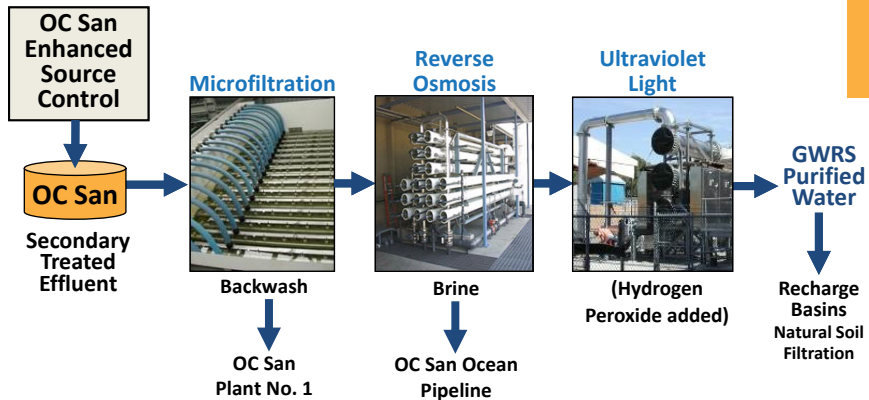 OC San
Enhanced
Source
Control
OC San
Secondary
Treated
Effluent
Microfiltration
Backwash
OC San
Plant No. 1
Reverse
Osmosis
Brine
OC San Ocean
Pipeline
Ultraviolet
Light
(Hydrogen
Peroxide added)
GWRS
Purified
Water
Recharge
Basins
Natural Soil
Filtration